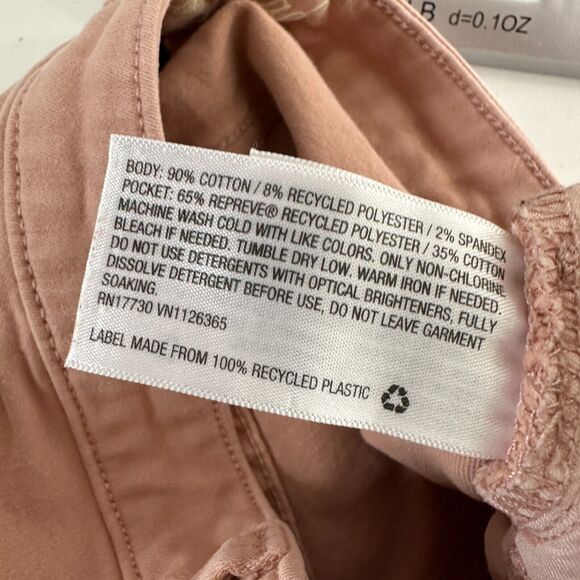 LB d=0.1OZ
BODY: 90% COTTON / 8% RECYCLED POLYESTER / 2% SPANDEX
POCKET: 65% REPREVE® RECYCLED POLYESTER / 35% COTTON
MACHINE WASH COLD WITH LIKE COLORS. ONLY NON-CHLORINE
BLEACH IF NEEDED. TUMBLE DRY LOW. WARM IRON IF NEEDED.
DO NOT USE DETERGENTS WITH OPTICAL BRIGHTENERS, FULLY
DISSOLVE DETERGENT BEFORE USE, DO NOT LEAVE GARMENT
SOAKING.
RN17730 VN1126365
LABEL MADE FROM 100% RECYCLED PLASTIC